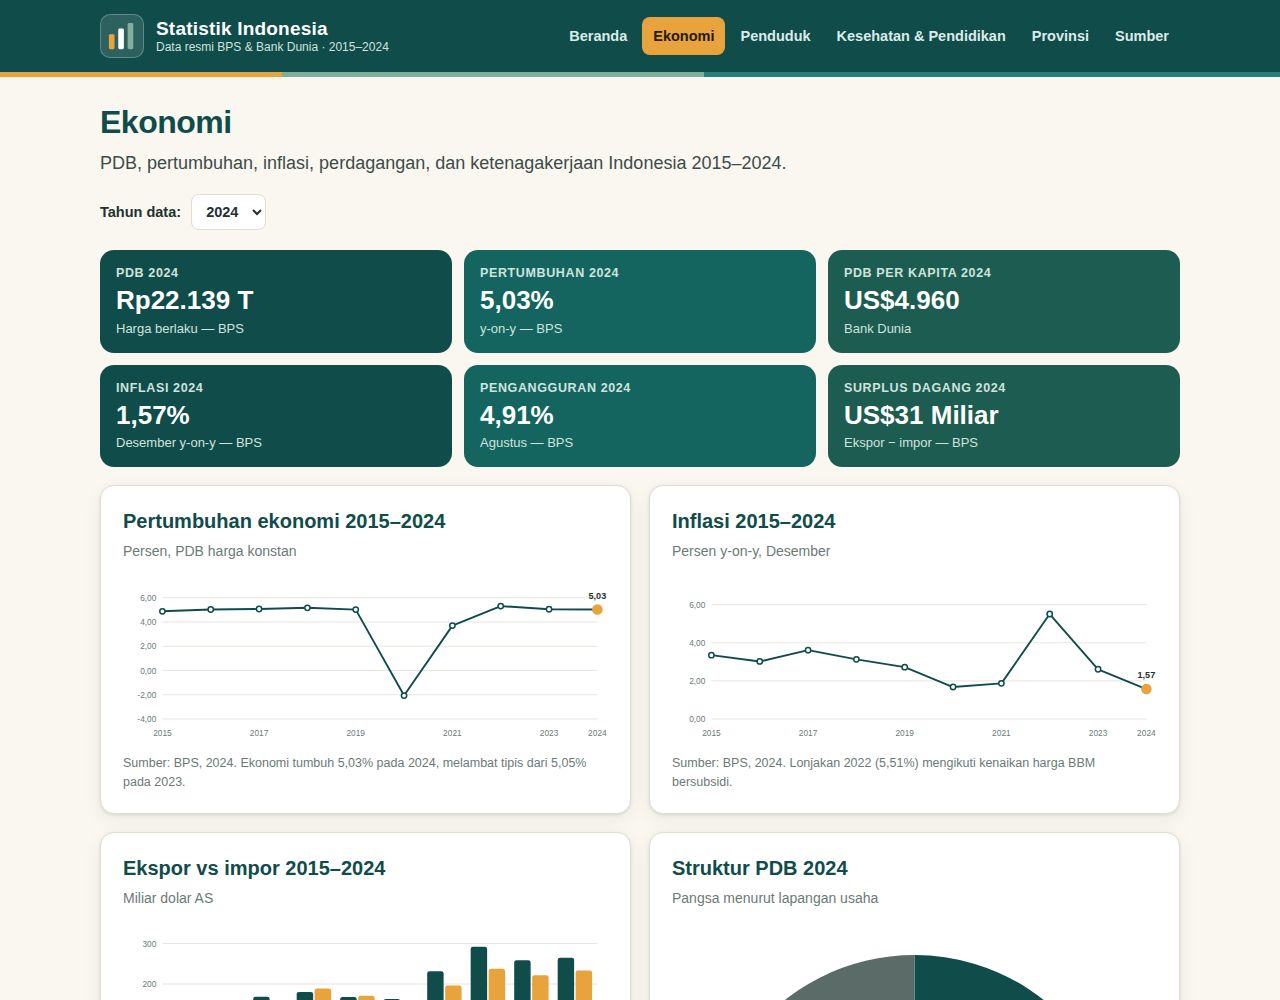 Statistik Indonesia
Data resmi BPS & Bank Dunia · 2015–2024
Beranda
Ekonomi
Penduduk
Kesehatan & Pendidikan
Provinsi
Sumber
Ekonomi
PDB, pertumbuhan, inflasi, perdagangan, dan ketenagakerjaan Indonesia 2015–2024.
Tahun data:
2024
PDB 2024
Rp22.139 T
Harga berlaku — BPS
PERTUMBUHAN 2024
5,03%
y-on-y — BPS
PDB PER KAPITA 2024
US$4.960
Bank Dunia
INFLASI 2024
1,57%
Desember y-on-y — BPS
PENGANGGURAN 2024
4,91%
Agustus — BPS
SURPLUS DAGANG 2024
US$31 Miliar
Ekspor − impor — BPS
Pertumbuhan ekonomi 2015–2024
Persen, PDB harga konstan
6,00
4,00
2,00
0,00
-2,00
-4,00
5,03
2015
2017
2019
2021
2023
2024
Sumber: BPS, 2024. Ekonomi tumbuh 5,03% pada 2024, melambat tipis dari 5,05%
pada 2023.
Inflasi 2015–2024
Persen y-on-y, Desember
6,00
4,00
2,00
0,00
1,57
2015
2017
2019
2021
2023
2024
Sumber: BPS, 2024. Lonjakan 2022 (5,51%) mengikuti kenaikan harga BBM
bersubsidi.
Ekspor vs impor 2015–2024
Miliar dolar AS
300
200
Struktur PDB 2024
Pangsa menurut lapangan usaha